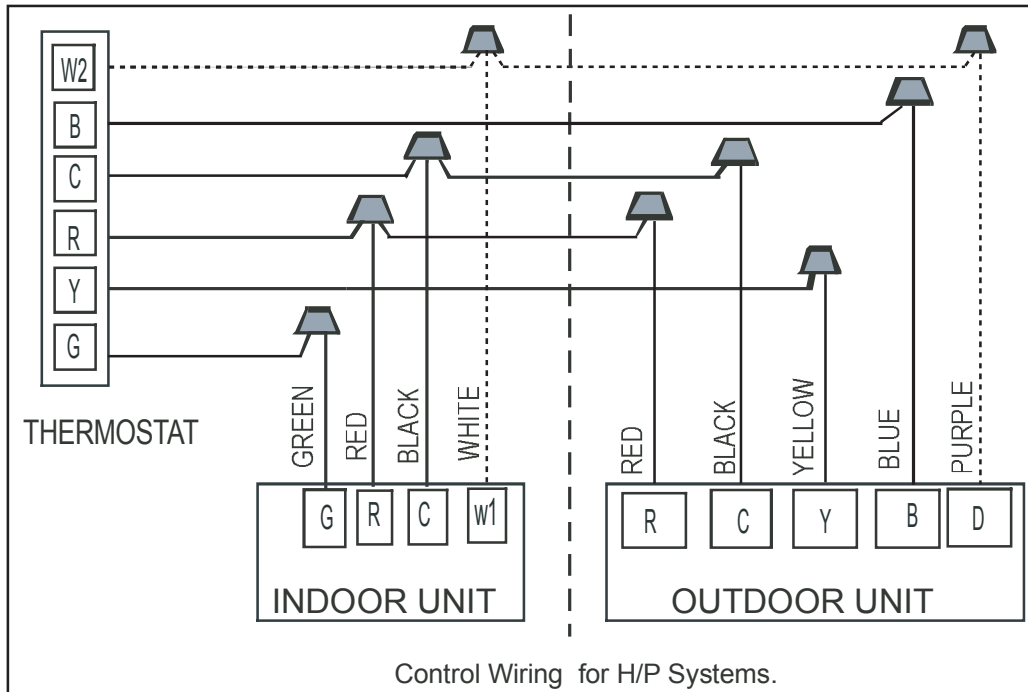 W2
B
C
R
Y
G
THERMOSTAT
GREEN
RED
BLACK
WHITE
RED
BLACK
YELLOW
BLUE
PURPLE
G R C w1
R C Y B D
INDOOR UNIT
OUTDOOR UNIT
Control Wiring for H/P Systems.